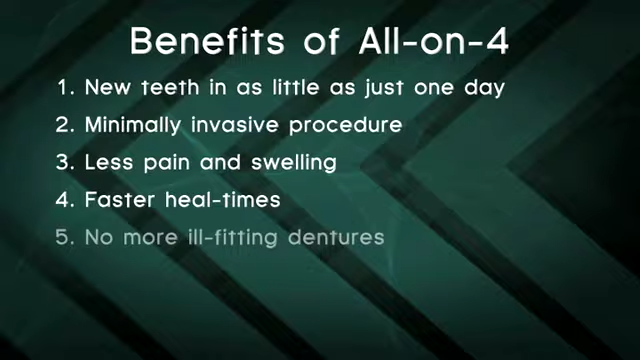 Benefits of All-on-4
1. New teeth in as little as just one day
2. Minimally invasive procedure
3. Less pain and swelling
4. Faster heal-times
5. No more ill-fitting dentures